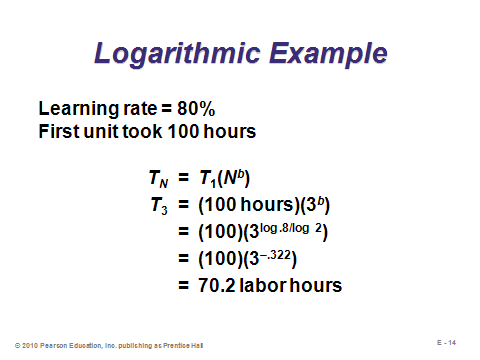 Logarithmic Example
Learning rate = 80%
First unit took 100 hours
T_N = T_1(N^b)
T_3 = (100 hours)(3^b)
= (100)(3^log .8/log 2)
= (100)(3^–.322)
= 70.2 labor hours
© 2010 Pearson Education, Inc. publishing as Prentice Hall
E - 14